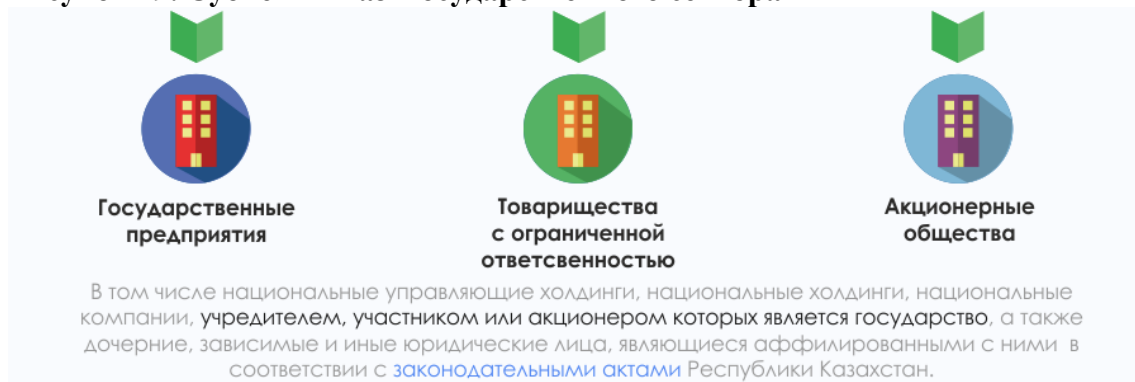 Государственные
предприятия
Товарищества
с ограниченной
ответсвенностью
Акционерные
общества
В том числе национальные управляющие холдинги, национальные холдинги, национальные
компании, учредителем, участником или акционером которых является государство, а также
дочерние, зависимые и иные юридические лица, являющиеся аффилированными с ними в
соответствии с законодательными актами Республики Казахстан.